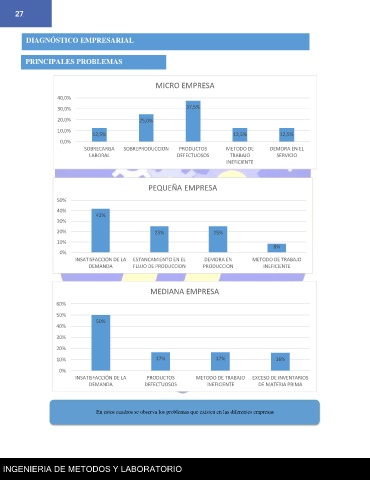 27
DIAGNÓSTICO EMPRESARIAL
PRINCIPALES PROBLEMAS
MICRO EMPRESA
40,0%
30,0%
20,0%
10,0%
0,0%
12,5%
25,0%
37,5%
12,5%
12,5%
SOBRECARGA LABORAL
SOBREPRODUCCION
PRODUCTOS DEFECTUOSOS
METODO DE TRABAJO INEFICIENTE
DEMORA EN EL SERVICIO
PEQUEÑA EMPRESA
50%
40%
30%
20%
10%
0%
42%
25%
25%
8%
INSATISFACCIÓN DE LA DEMANDA
ESTANCAMIENTO EN EL FLUJO DE PRODUCCION
DEMORA EN PRODUCCION
METODO DE TRABAJO INEFICIENTE
MEDIANA EMPRESA
60%
50%
40%
30%
20%
10%
0%
50%
17%
17%
16%
INSATISFACCIÓN DE LA DEMANDA
PRODUCTOS DEFECTUOSOS
METODO DE TRABAJO INEFICIENTE
EXCESO DE INVENTARIOS DE MATERIA PRIMA
En estos cuadros se observa los problemas que existen en las diferentes empresas
INGENIERIA DE METODOS Y LABORATORIO